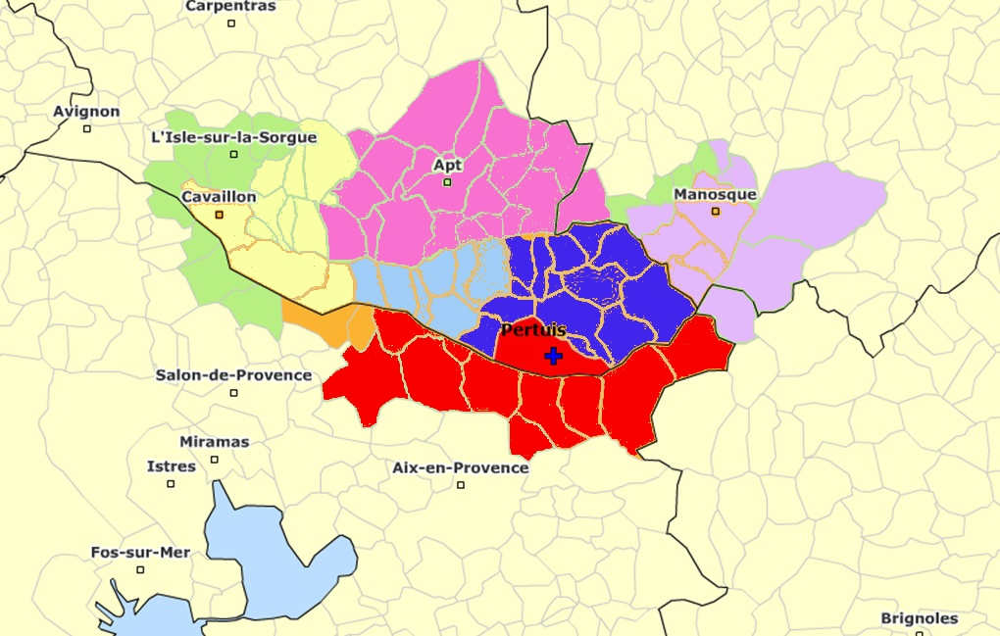 Carpentras
Avignon
L'Isle-sur-la-Sorgue
Apt
Cavaillon
Manosque
Pertuis
Salon-de-Provence
Miramas
Istres
Aix-en-Provence
Fos-sur-Mer
Brignoles